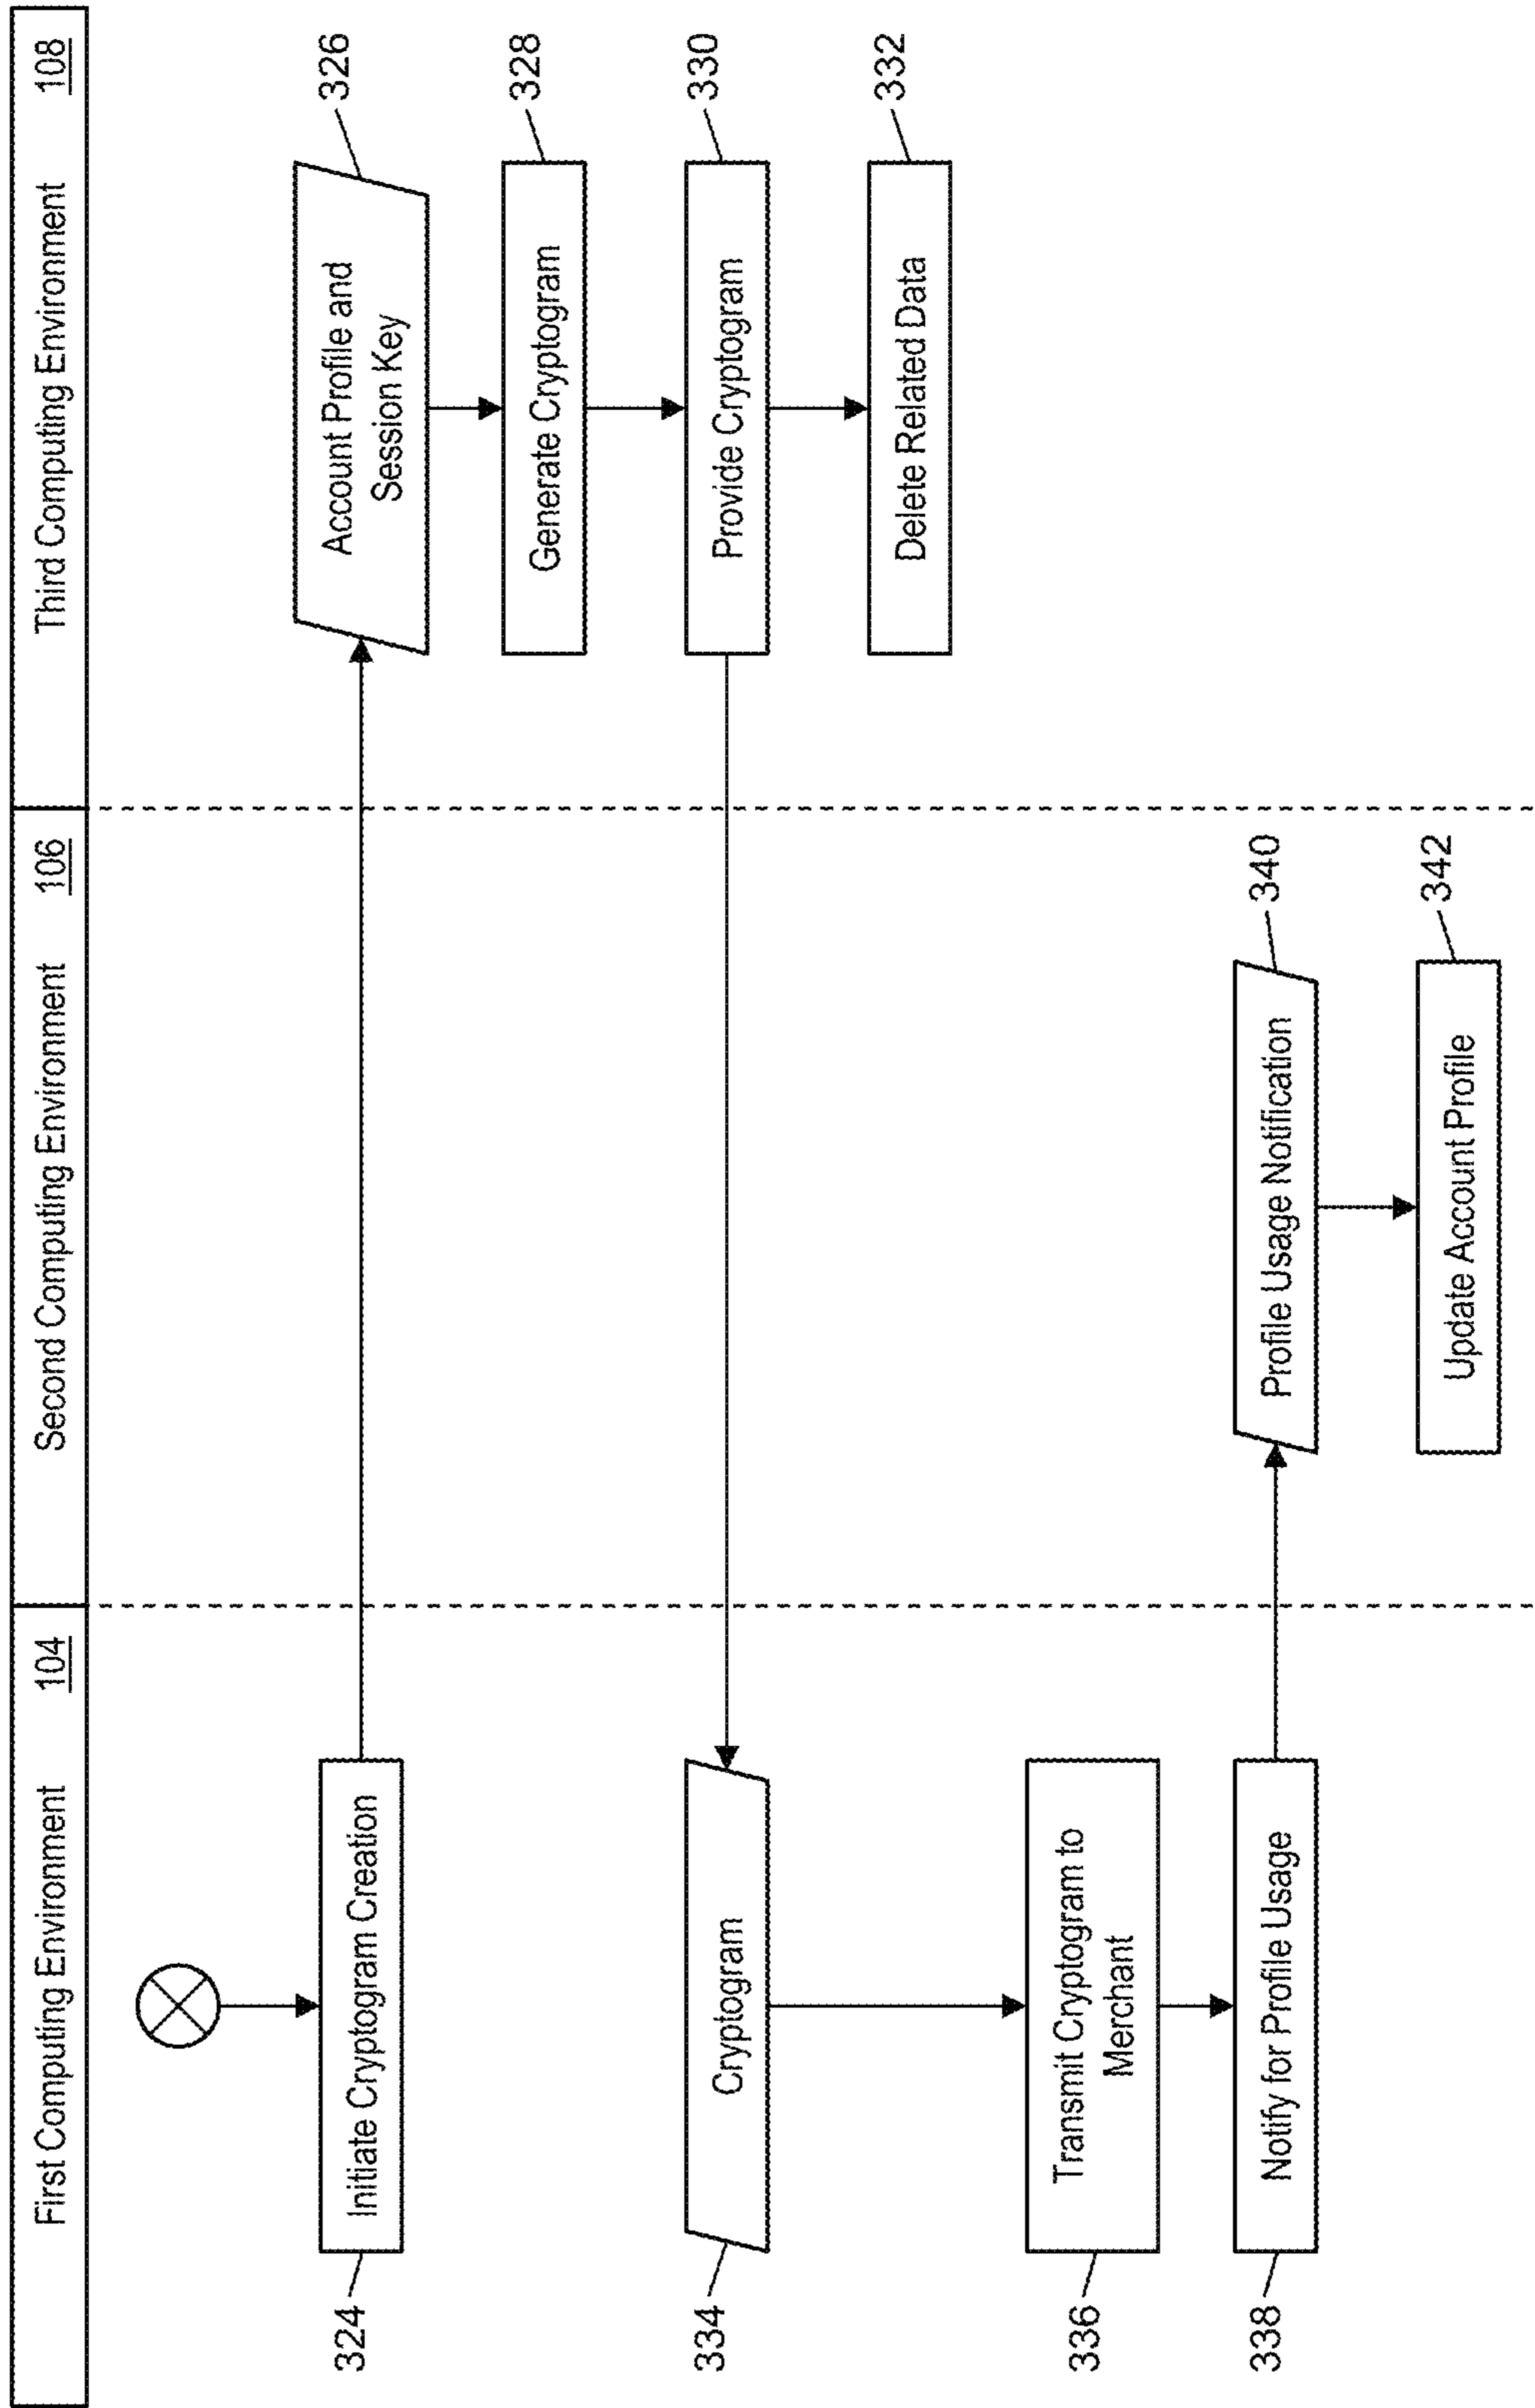 First Computing Environment 104
Second Computing Environment 106
Third Computing Environment 108
324
Initiate Cryptogram Creation
Account Profile and
Session Key
326
Generate Cryptogram
328
334
Cryptogram
Provide Cryptogram
330
Delete Related Data
332
336
Transmit Cryptogram to
Merchant
338
Notify for Profile Usage
Profile Usage Notification
340
Update Account Profile
342